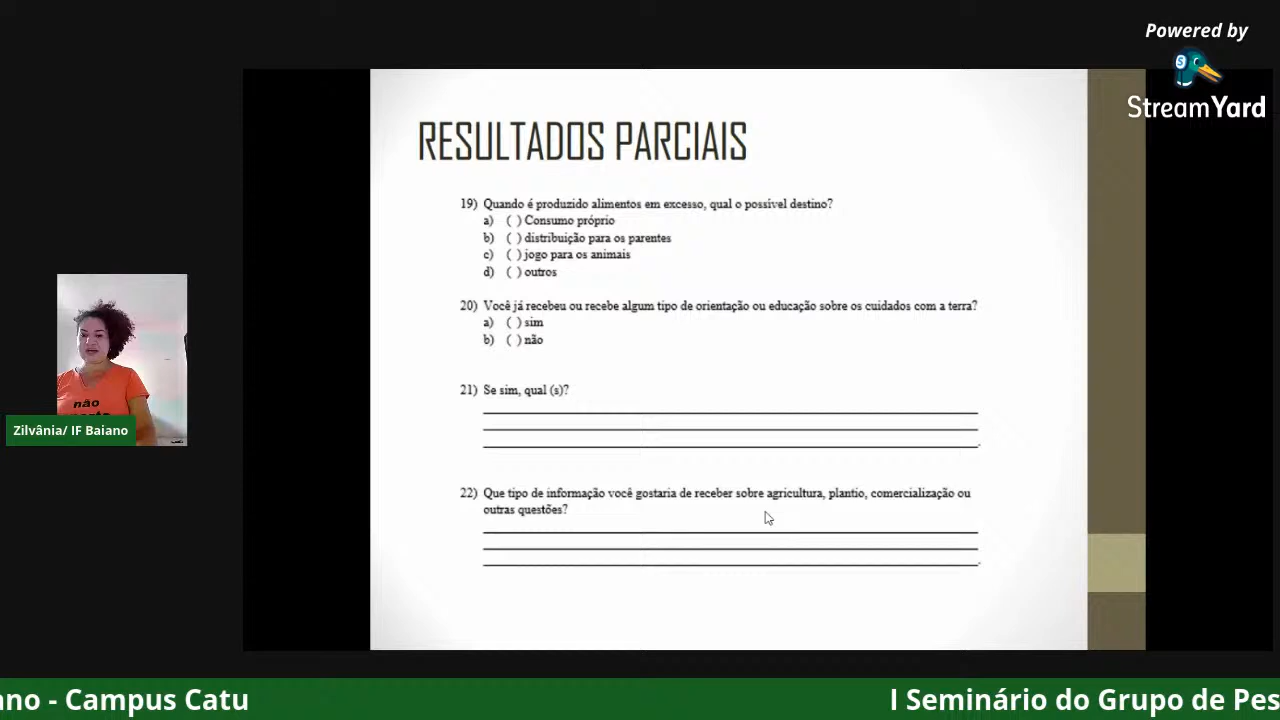 Powered by
StreamYard
RESULTADOS PARCIAIS
19) Quando é produzido alimentos em excesso, qual o possível destino?
a) ( ) Consumo próprio
b) ( ) distribuição para os parentes
c) ( ) jogo para os animais
d) ( ) outros
20) Você já recebeu ou recebe algum tipo de orientação ou educação sobre os cuidados com a terra?
a) ( ) sim
b) ( ) não
21) Se sim, qual (s)?
22) Que tipo de informação você gostaria de receber sobre agricultura, plantio, comercialização ou
outras questões?
não
Zilvânia/ IF Baiano
ano - Campus Catu
I Seminário do Grupo de Pes